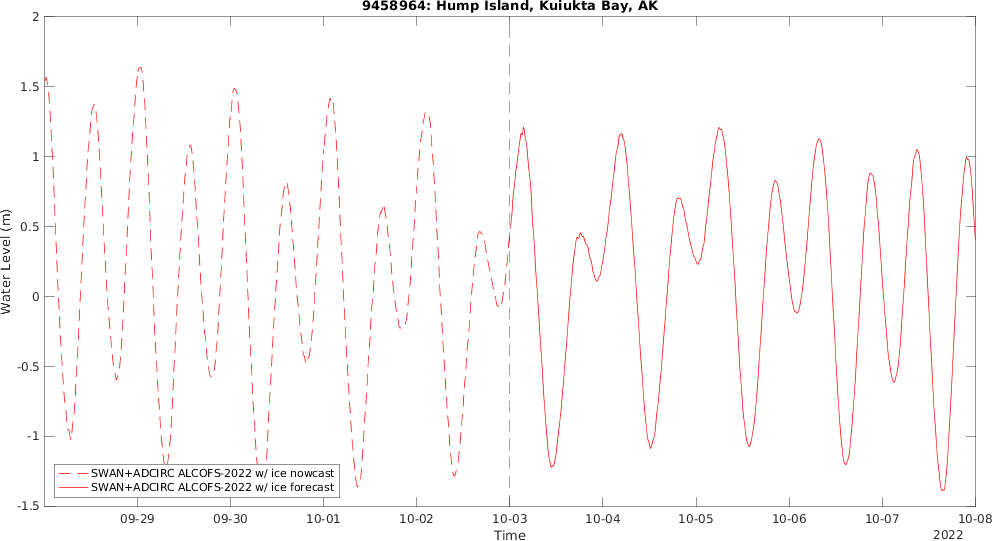 9458964: Hump Island, Kuiukta Bay, AK
2
1.5
1
0.5
0
-0.5
-1
-1.5
Water Level (m)
SWAN+ADCIRC ALCOFS-2022 w/ ice nowcast
SWAN+ADCIRC ALCOFS-2022 w/ ice forecast
09-29 09-30 10-01 10-02 10-03 10-04 10-05 10-06 10-07 10-08
Time
2022